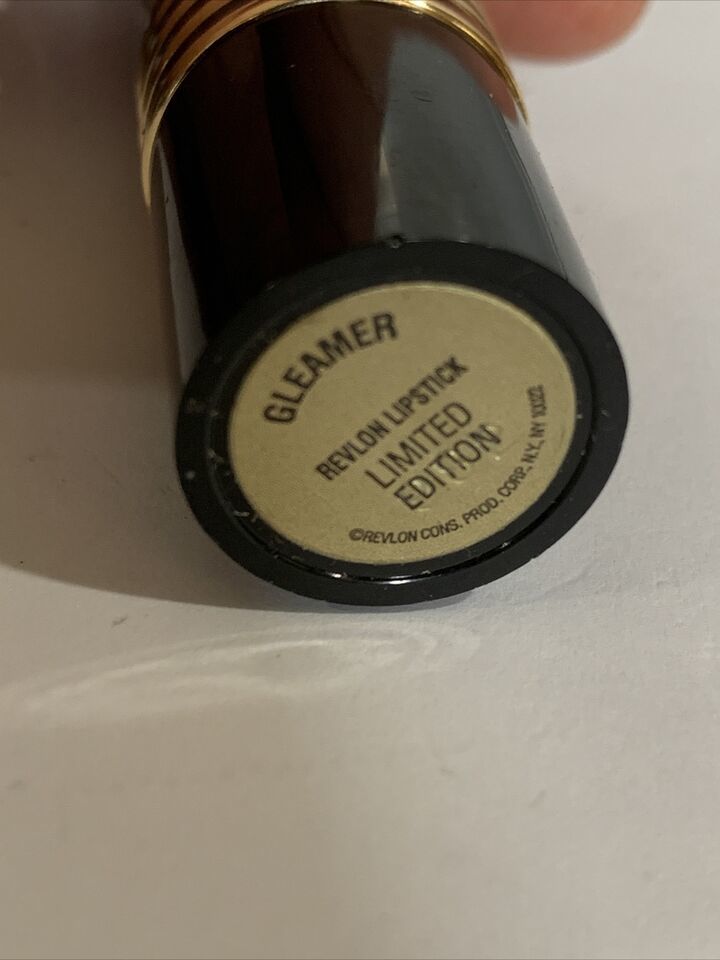 GLEAMER
REVLON LIPSTICK
LIMITED
EDITION
©REVLON CONS. PROD. CORP. N.Y., NY 10022